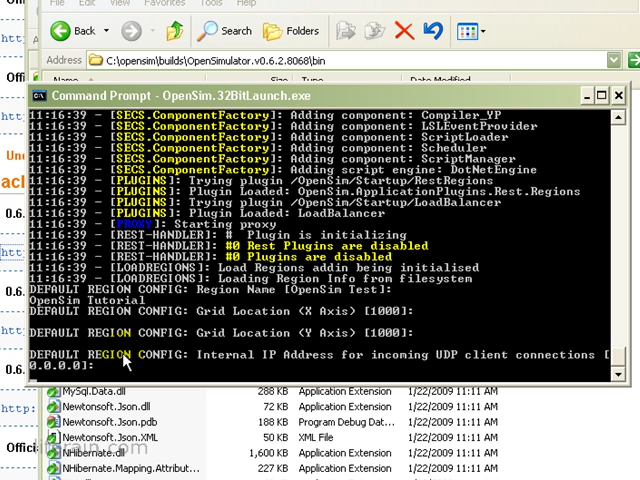 File Edit View Favorites Tools Help
Back Search Folders
Address C:\opensim\builds\OpenSimulator.v0.6.2.8068\bin
Name Size Type Date Modified
Command Prompt - OpenSim.32BitLaunch.exe
11:16:39 - [SECS.ComponentFactory]: Adding component: Compiler_YP
11:16:39 - [SECS.ComponentFactory]: Adding component: LSLEventProvider
11:16:39 - [SECS.ComponentFactory]: Adding component: ScriptLoader
11:16:39 - [SECS.ComponentFactory]: Adding component: Scheduler
11:16:39 - [SECS.ComponentFactory]: Adding component: ScriptManager
11:16:39 - [SECS.ComponentFactory]: Adding script engine: DotNetEngine
11:16:39 - [PLUGINS]: Trying plugin /OpenSim/Startup/RestRegions
11:16:39 - [PLUGINS]: Plugin Loaded: OpenSim.ApplicationPlugins.Rest.Regions
11:16:39 - [PLUGINS]: Trying plugin /OpenSim/Startup/LoadBalancer
11:16:39 - [PLUGINS]: Plugin Loaded: LoadBalancer
11:16:39 - [PROXY]: Starting proxy
11:16:39 - [REST-HANDLER]: # Plugin is initializing
11:16:39 - [REST-HANDLER]: #0 Rest Plugins are disabled
11:16:39 - [REST-HANDLER]: #0 Plugins are disabled
11:16:39 - [LOADREGIONS]: Load Regions addin being initialised
11:16:39 - [LOADREGIONS]: Loading Region Info from filesystem
DEFAULT REGION CONFIG: Region Name [OpenSim Test]:
OpenSim Tutorial
DEFAULT REGION CONFIG: Grid Location (X Axis) [1000]:
DEFAULT REGION CONFIG: Grid Location (Y Axis) [1000]:
DEFAULT REGION CONFIG: Internal IP Address for incoming UDP client connections [
0.0.0.0]:
MySql.Data.dll 288 KB Application Extension 1/22/2009 11:11 AM
Newtonsoft.Json.dll 72 KB Application Extension 1/22/2009 11:11 AM
Newtonsoft.Json.pdb 188 KB Program Debug Dat... 1/22/2009 11:11 AM
Newtonsoft.Json.XML 50 KB XML File 1/22/2009 11:11 AM
NHibernate.dll 1,600 KB Application Extension 1/22/2009 11:11 AM
NHibernate.Mapping.Attribut... 227 KB Application Extension 1/22/2009 11:11 AM